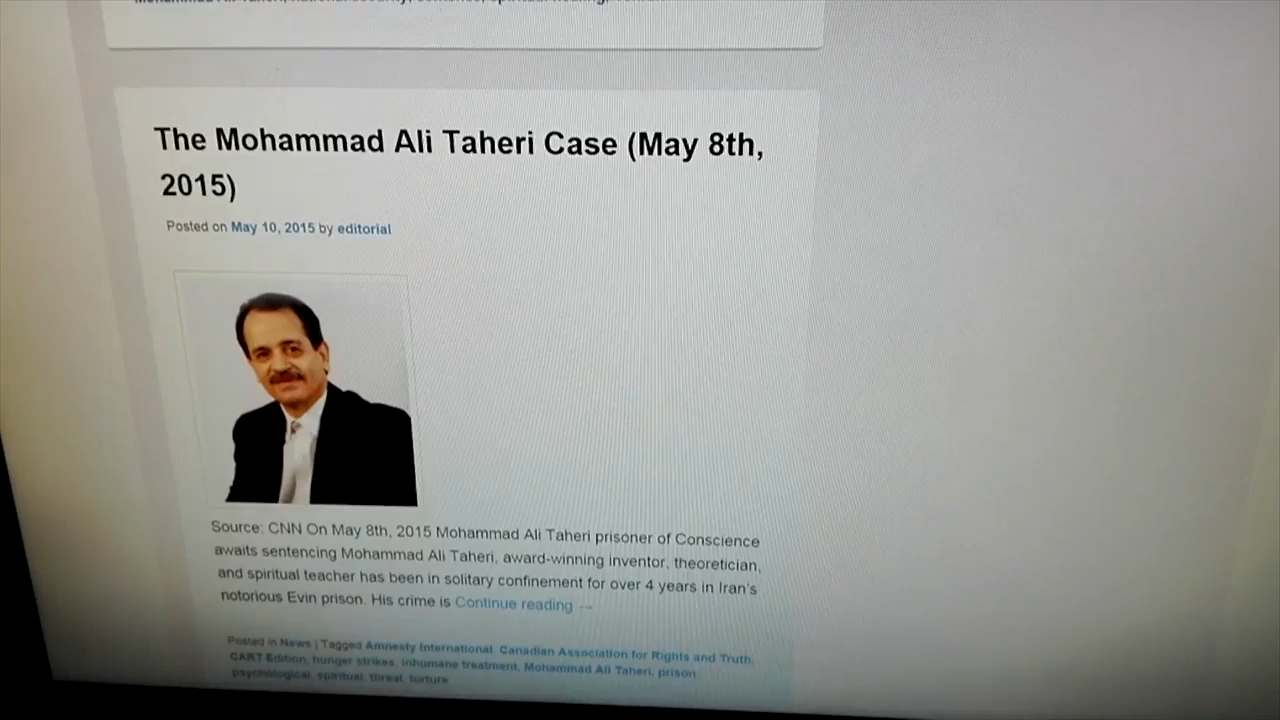 The Mohammad Ali Taheri Case (May 8th,
2015)
Posted on May 10, 2015 by editorial
Source: CNN On May 8th, 2015 Mohammad Ali Taheri prisoner of Conscience
awaits sentencing Mohammad Ali Taheri, award-winning inventor, theoretician,
and spiritual teacher has been in solitary confinement for over 4 years in Iran's
notorious Evin prison. His crime is Continue reading →
Posted in News | Tagged Amnesty International, Canadian Association for Rights and Truth,
CART Edition, hunger strikes, Inhumane treatment, Mohammad Ali Taheri, prison
psychological, spiritual, threat, torture